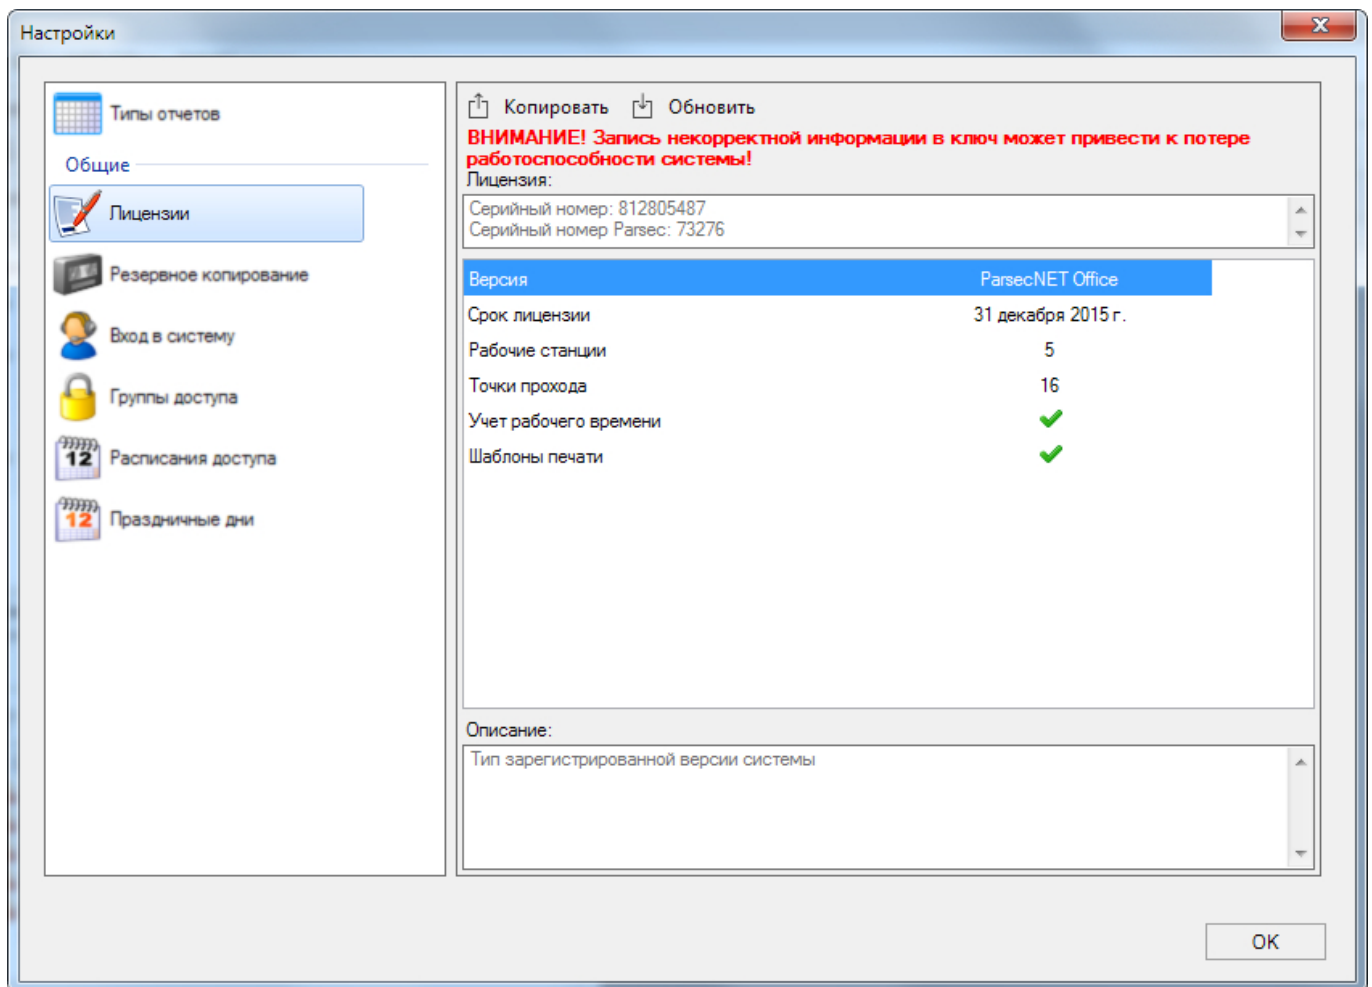 Настройки
Типы отчетов
Общие
Лицензии
Резервное копирование
Вход в систему
Группы доступа
12 Расписания доступа
12 Праздничные дни
Копировать Обновить
ВНИМАНИЕ! Запись некорректной информации в ключ может привести к потере
работоспособности системы!
Лицензия:
Серийный номер: 812805487
Серийный номер Parsec: 73276
Версия ParsecNET Office
Срок лицензии 31 декабря 2015 г.
Рабочие станции 5
Точки прохода 16
Учет рабочего времени
Шаблоны печати
Описание:
Тип зарегистрированной версии системы
OK